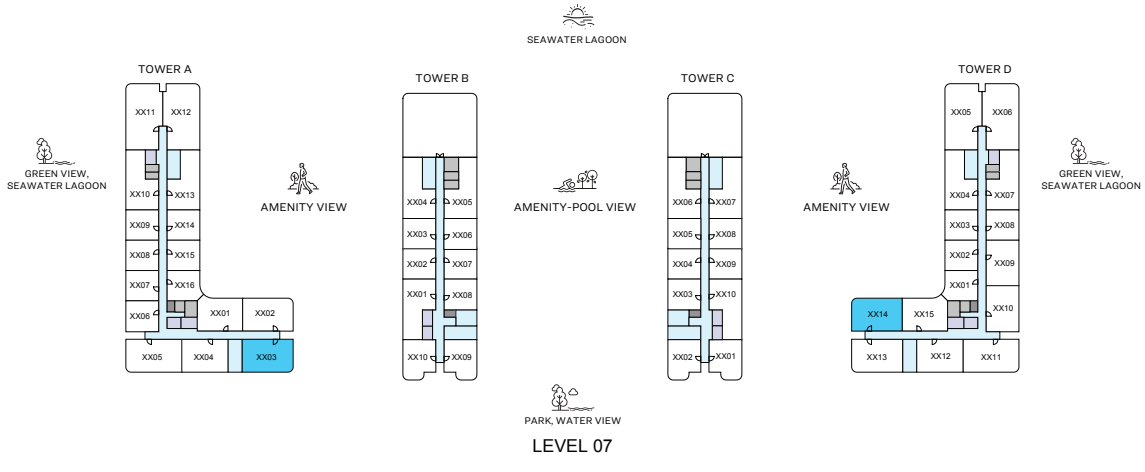 SEAWATER LAGOON
TOWER A
TOWER B
TOWER C
TOWER D
XX11 XX12
XX10 XX13
XX09 XX14
XX08 XX15
XX07 XX16
XX06 XX01 XX02
XX05 XX04 XX03
XX04 XX05
XX03 XX06
XX02 XX07
XX01 XX08
XX10 XX09
XX06 XX07
XX05 XX08
XX04 XX09
XX03 XX10
XX02 XX01
XX05 XX06
XX04 XX07
XX03 XX08
XX02 XX09
XX01
XX10
XX14 XX15
XX13 XX12 XX11
GREEN VIEW,
SEAWATER LAGOON
AMENITY VIEW
AMENITY-POOL VIEW
AMENITY VIEW
GREEN VIEW,
SEAWATER LAGOON
PARK, WATER VIEW
LEVEL 07